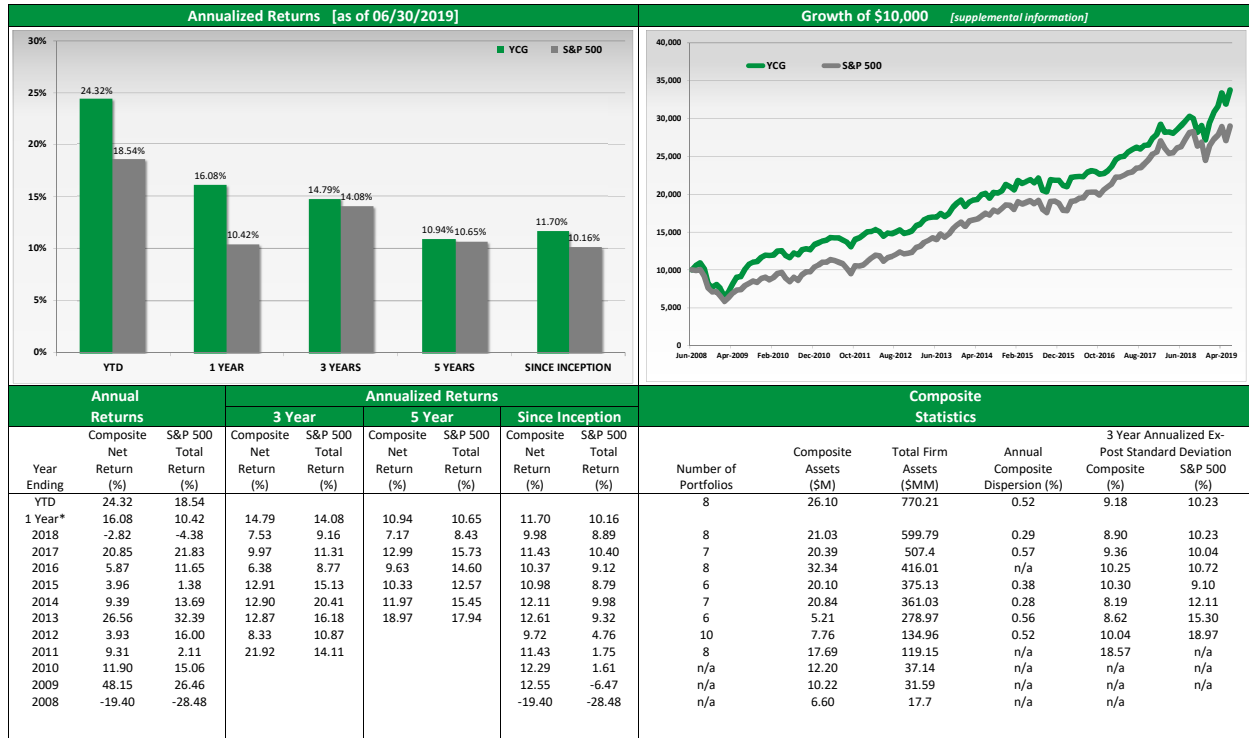 Annualized Returns [as of 06/30/2019]
30%
25%
20%
15%
10%
5%
0%
YCG S&P 500
24.32%
18.54%
16.08%
10.42%
14.79%
14.08%
10.94%
10.65%
11.70%
10.16%
YTD 1 YEAR 3 YEARS 5 YEARS SINCE INCEPTION
Growth of $10,000 [supplemental information]
40,000
35,000
30,000
25,000
20,000
15,000
10,000
5,000
0
YCG S&P 500
Jun-2008 Apr-2009 Feb-2010 Dec-2010 Oct-2011 Aug-2012 Jun-2013 Apr-2014 Feb-2015 Dec-2015 Oct-2016 Aug-2017 Jun-2018 Apr-2019
Annual Annualized Returns Composite
Returns 3 Year 5 Year Since Inception Statistics
Composite S&P 500 Composite S&P 500 Composite S&P 500 Composite S&P 500 3 Year Annualized Ex-
Net Total Net Total Net Total Net Total Composite Total Firm Annual Post Standard Deviation
Year Return Return Return Return Return Return Return Return Number of Assets Assets Composite Composite S&P 500
Ending (%) (%) (%) (%) (%) (%) (%) (%) Portfolios ($M) ($MM) Dispersion (%) (%) (%)
YTD 24.32 18.54 8 26.10 770.21 0.52 9.18 10.23
1 Year* 16.08 10.42 14.79 14.08 10.94 10.65 11.70 10.16
2018 -2.82 -4.38 7.53 9.16 7.17 8.43 9.98 8.89 8 21.03 599.79 0.29 8.90 10.23
2017 20.85 21.83 9.97 11.31 12.99 15.73 11.43 10.40 7 20.39 507.4 0.57 9.36 10.04
2016 5.87 11.65 6.38 8.77 9.63 14.60 10.37 9.12 8 32.34 416.01 n/a 10.25 10.72
2015 3.96 1.38 12.91 15.13 10.33 12.57 10.98 8.79 6 20.10 375.13 0.38 10.30 9.10
2014 9.39 13.69 12.90 20.41 11.97 15.45 12.11 9.98 7 20.84 361.03 0.28 8.19 12.11
2013 26.56 32.39 12.87 16.18 18.97 17.94 12.61 9.32 6 5.21 278.97 0.56 8.62 15.30
2012 3.93 16.00 8.33 10.87 9.72 4.76 10 7.76 134.96 0.52 10.04 18.97
2011 9.31 2.11 21.92 14.11 11.43 1.75 8 17.69 119.15 n/a 18.57 n/a
2010 11.90 15.06 12.29 1.61 n/a 12.20 37.14 n/a n/a n/a
2009 48.15 26.46 12.55 -6.47 n/a 10.22 31.59 n/a n/a n/a
2008 -19.40 -28.48 -19.40 -28.48 n/a 6.60 17.7 n/a n/a